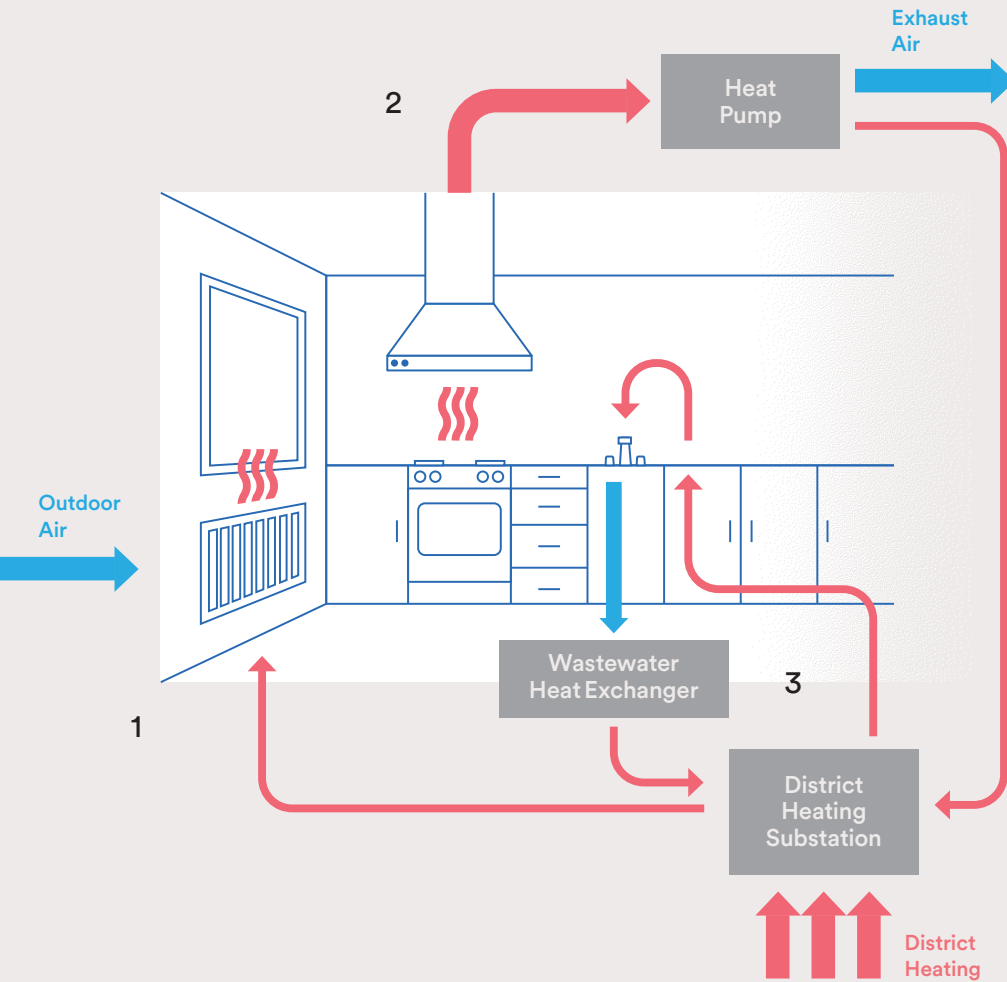 Exhaust
Air
2
Heat
Pump
Outdoor
Air
Wastewater
Heat Exchanger
3
1
District
Heating
Substation
District
Heating